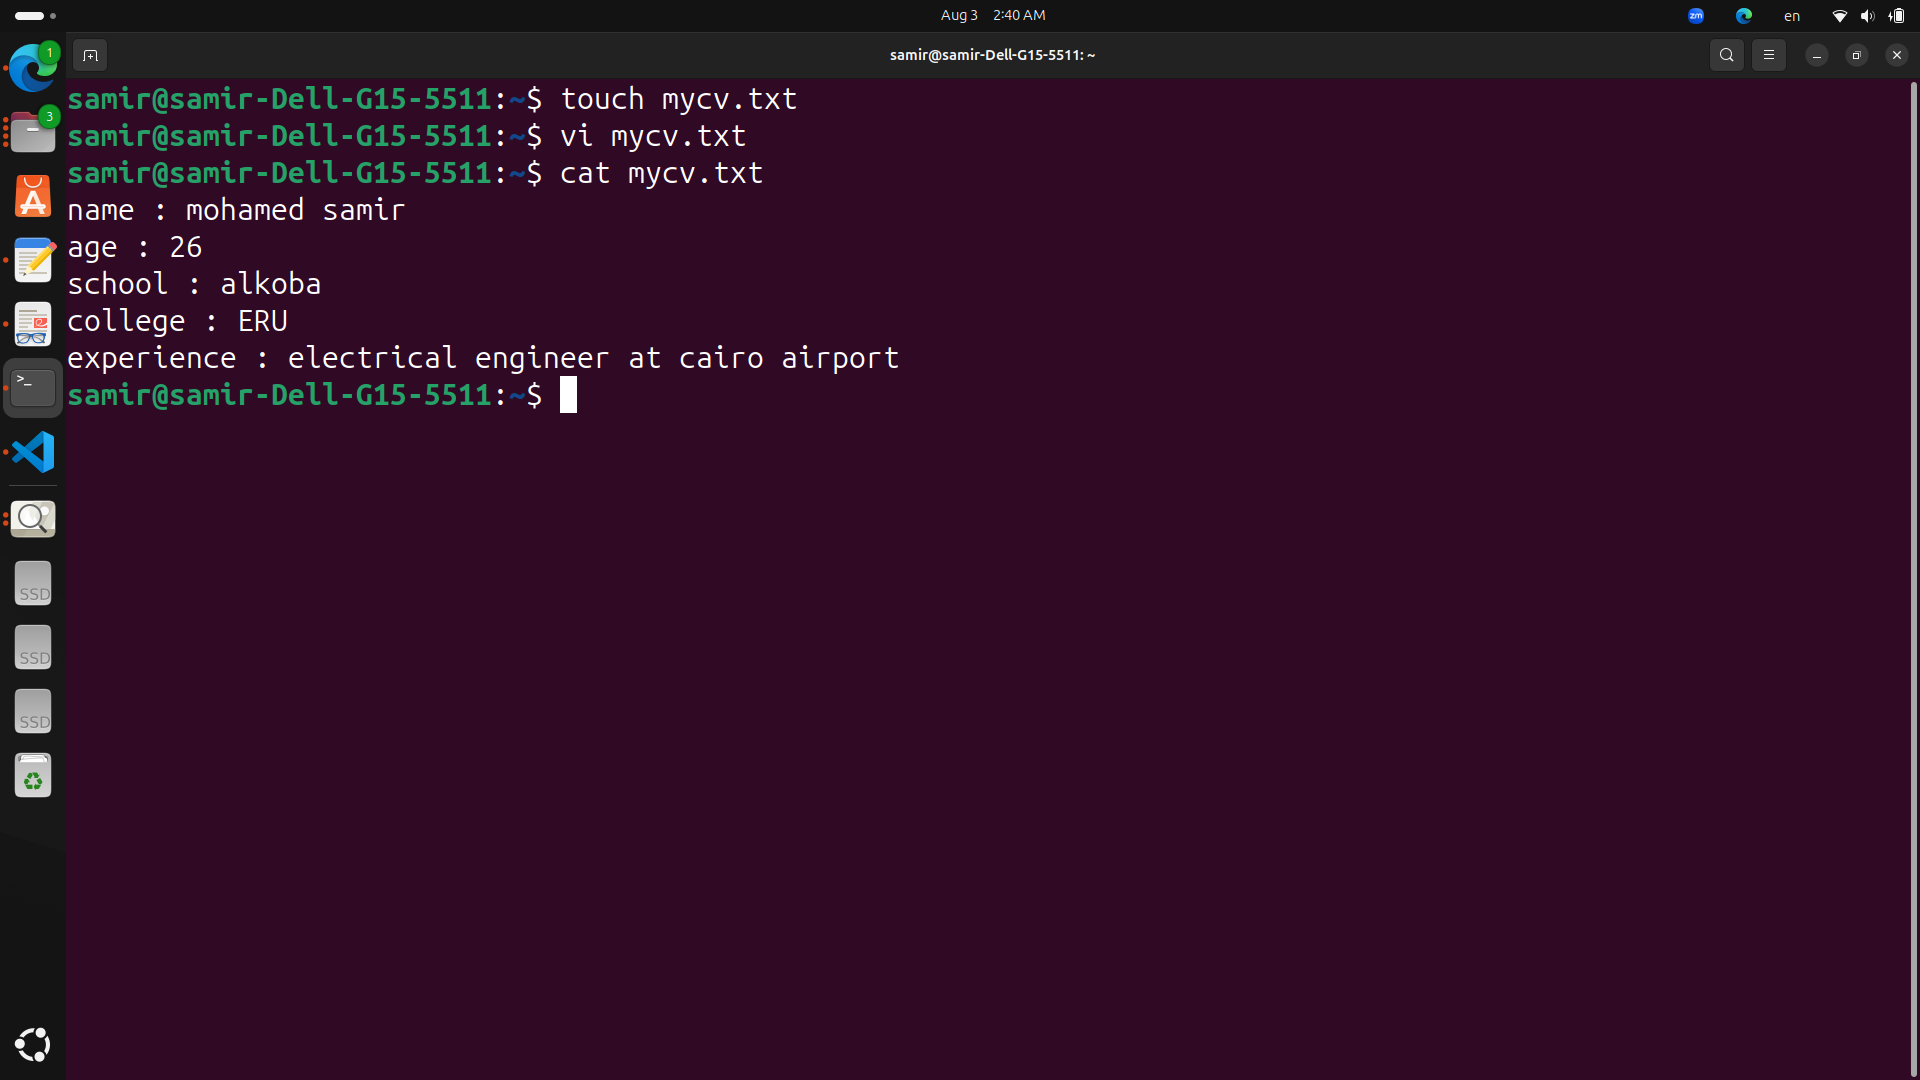 Aug 3 2:40 AM
zm
en
samir@samir-Dell-G15-5511: ~
1
3
samir@samir-Dell-G15-5511:~$ touch mycv.txt
samir@samir-Dell-G15-5511:~$ vi mycv.txt
samir@samir-Dell-G15-5511:~$ cat mycv.txt
name : mohamed samir
age : 26
school : alkoba
college : ERU
experience : electrical engineer at cairo airport
samir@samir-Dell-G15-5511:~$
>_
SSD
SSD
SSD